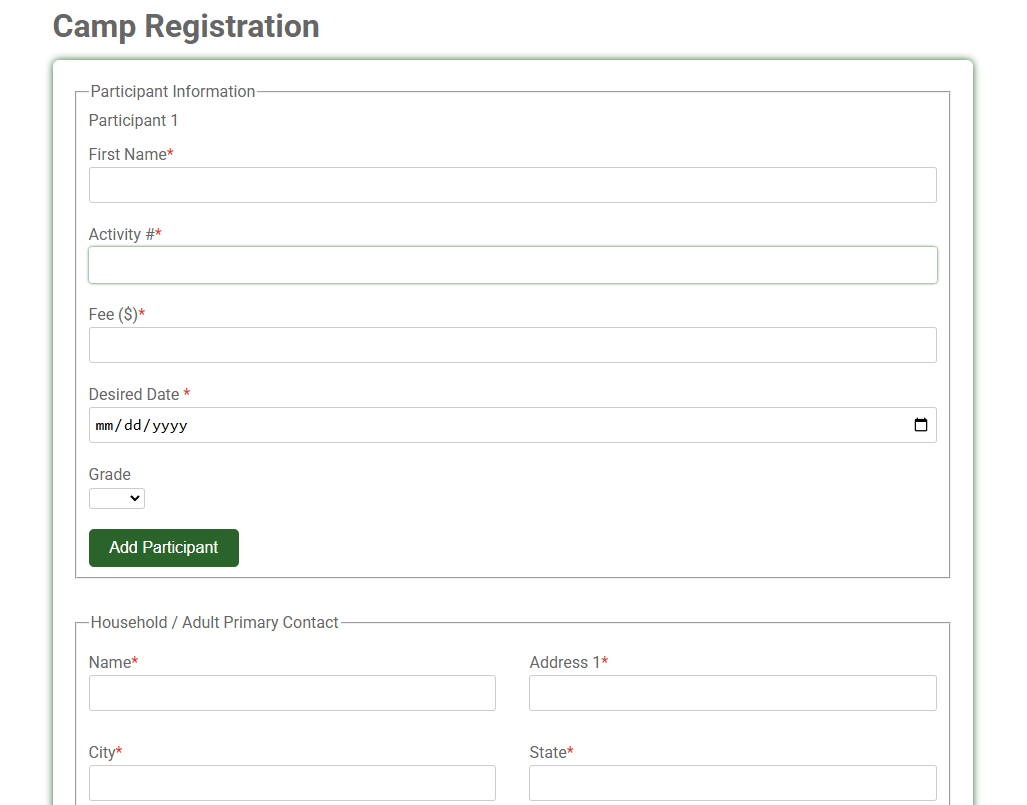 Camp Registration
Participant Information
Participant 1
First Name*
Activity #*
Fee ($)*
Desired Date *
mm/dd/yyyy
Grade
Add Participant
Household / Adult Primary Contact
Name* Address 1*
City* State*